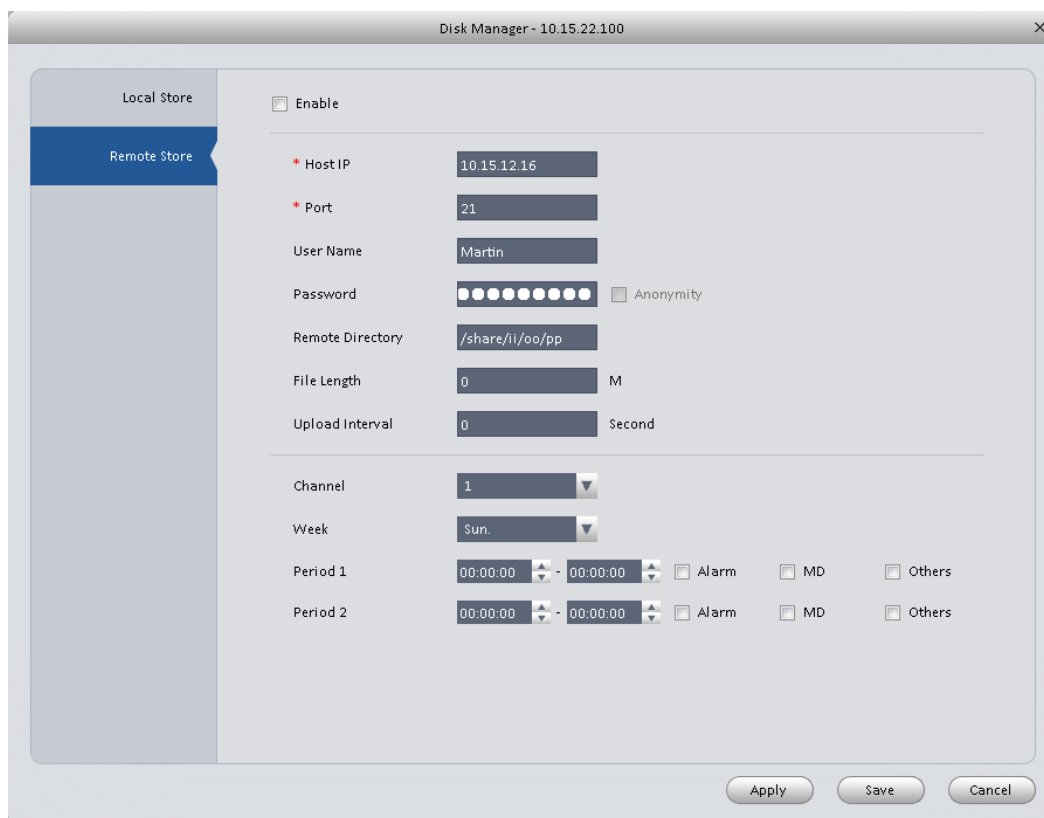 Disk Manager - 10.15.22.100
Local Store
Remote Store
Enable
* Host IP 10.15.12.16
* Port 21
User Name Martin
Password Anonymity
Remote Directory /share/ii/oo/pp
File Length 0 M
Upload Interval 0 Second
Channel 1
Week Sun.
Period 1 00:00:00 - 00:00:00 Alarm MD Others
Period 2 00:00:00 - 00:00:00 Alarm MD Others
Apply Save Cancel